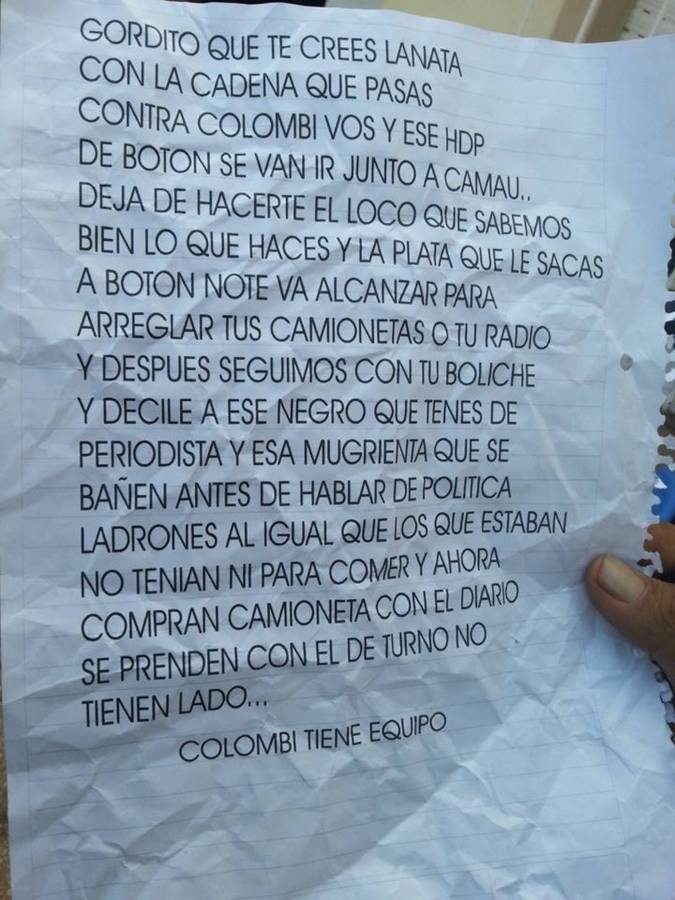 GORDITO QUE TE CREES LANATA
CON LA CADENA QUE PASAS
CONTRA COLOMBI VOS Y ESE HDP
DE BOTON SE VAN IR JUNTO A CAMAU..
DEJA DE HACERTE EL LOCO QUE SABEMOS
BIEN LO QUE HACES Y LA PLATA QUE LE SACAS
A BOTON NOTE VA ALCANZAR PARA
ARREGLAR TUS CAMIONETAS O TU RADIO
Y DESPUES SEGUIMOS CON TU BOLICHE
Y DECILE A ESE NEGRO QUE TENES DE
PERIODISTA Y ESA MUGRIENTA QUE SE
BAÑEN ANTES DE HABLAR DE POLITICA
LADRONES AL IGUAL QUE LOS QUE ESTABAN
NO TENIAN NI PARA COMER Y AHORA
COMPRAN CAMIONETA CON EL DIARIO
SE PRENDEN CON EL DE TURNO NO
TIENEN LADO...
COLOMBI TIENE EQUIPO